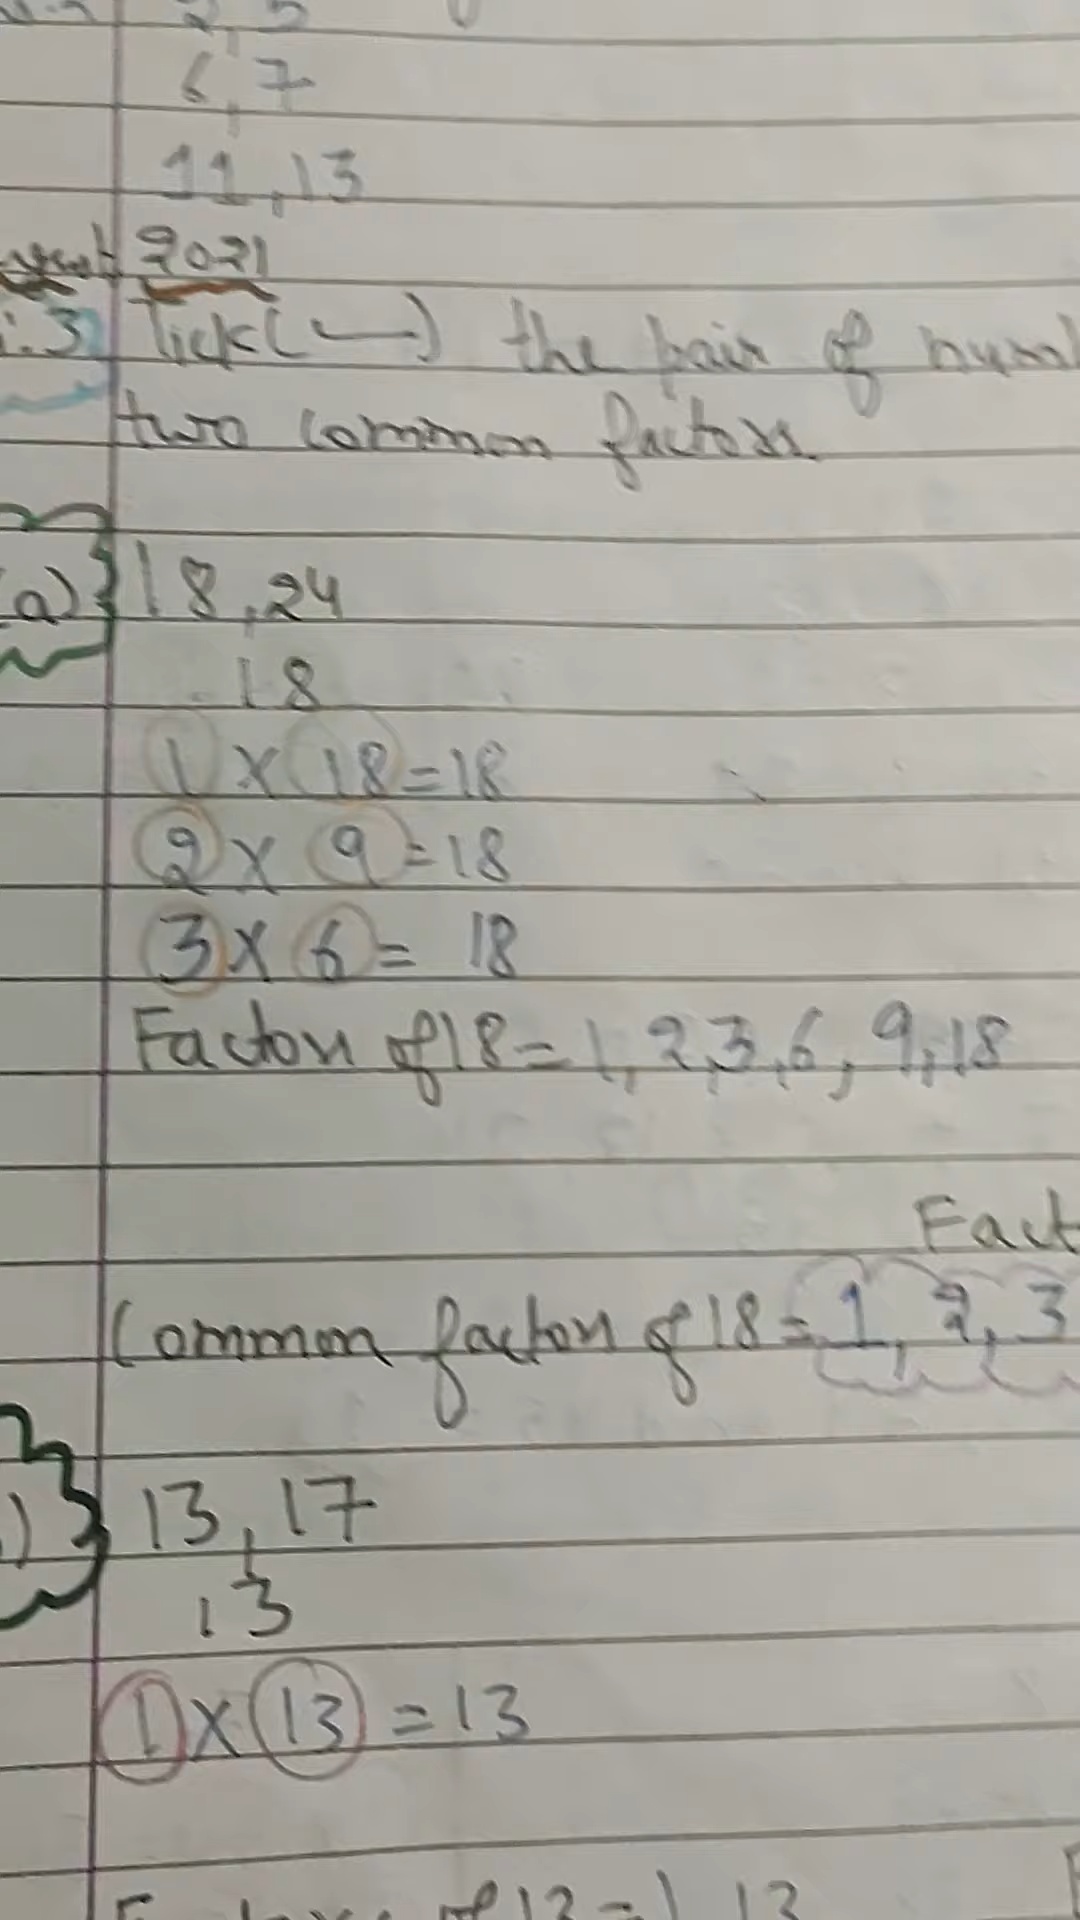 6, 7
11, 13
2021
Tick( ) the pair of
two common factors
a) 18, 24
18
1 × 18 = 18
2 × 9 = 18
3 × 6 = 18
Factors of 18 = 1, 2, 3, 6, 9, 18
Fact
Common factors of 18 = 1, 2, 3
) 13, 17
13
1 × 13 = 13